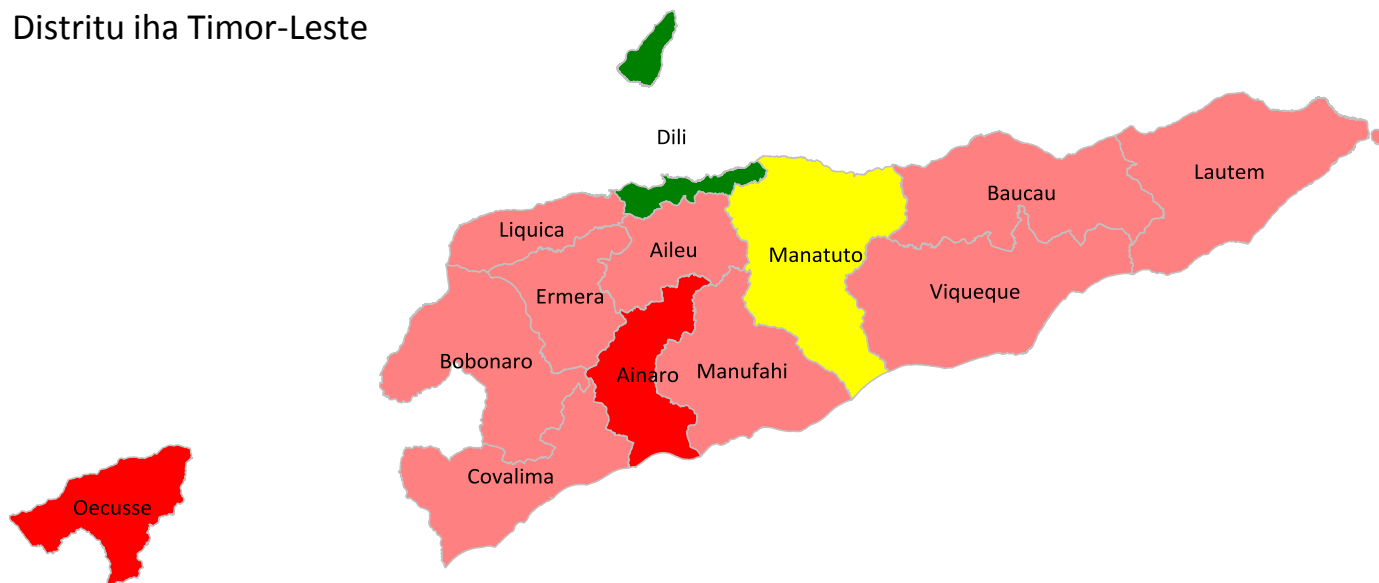 Distritu iha Timor-Leste
Dili
Lautem
Baucau
Liquica
Aileu
Manatuto
Viqueque
Ermera
Bobonaro
Ainaro
Manufahi
Covalima
Oecusse